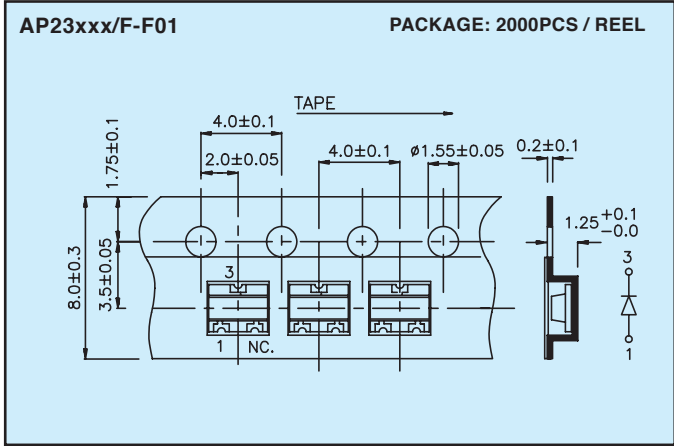 AP23xxx/F-F01
PACKAGE: 2000PCS / REEL
TAPE
4.0±0.1
2.0±0.05
4.0±0.1
ø1.55±0.05
0.2±0.1
1.75±0.1
8.0±0.3
3.5±0.05
1.25+0.1
-0.0
3
3
1
NC.
1